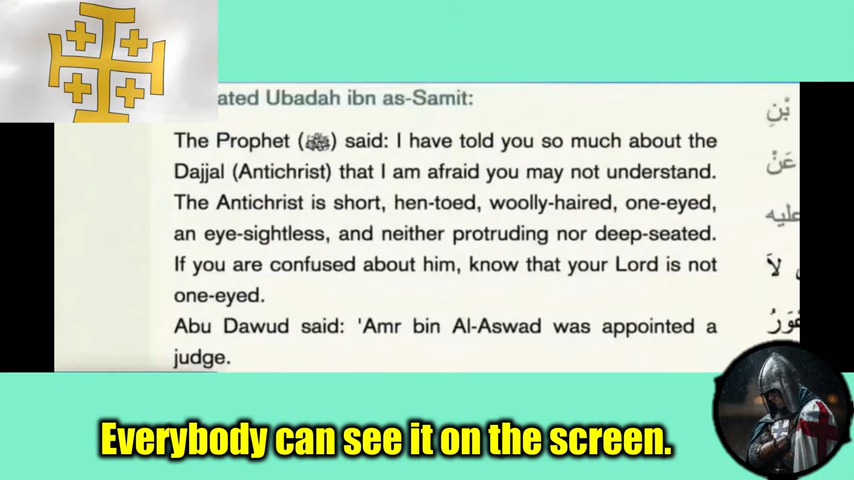 ated Ubadah ibn as-Samit:
The Prophet (ﷺ) said: I have told you so much about the
Dajjal (Antichrist) that I am afraid you may not understand.
The Antichrist is short, hen-toed, woolly-haired, one-eyed,
an eye-sightless, and neither protruding nor deep-seated.
If you are confused about him, know that your Lord is not
one-eyed.
Abu Dawud said: 'Amr bin Al-Aswad was appointed a
judge.
بْنِ
عَنْ
عليه
لاَ
Everybody can see it on the screen.